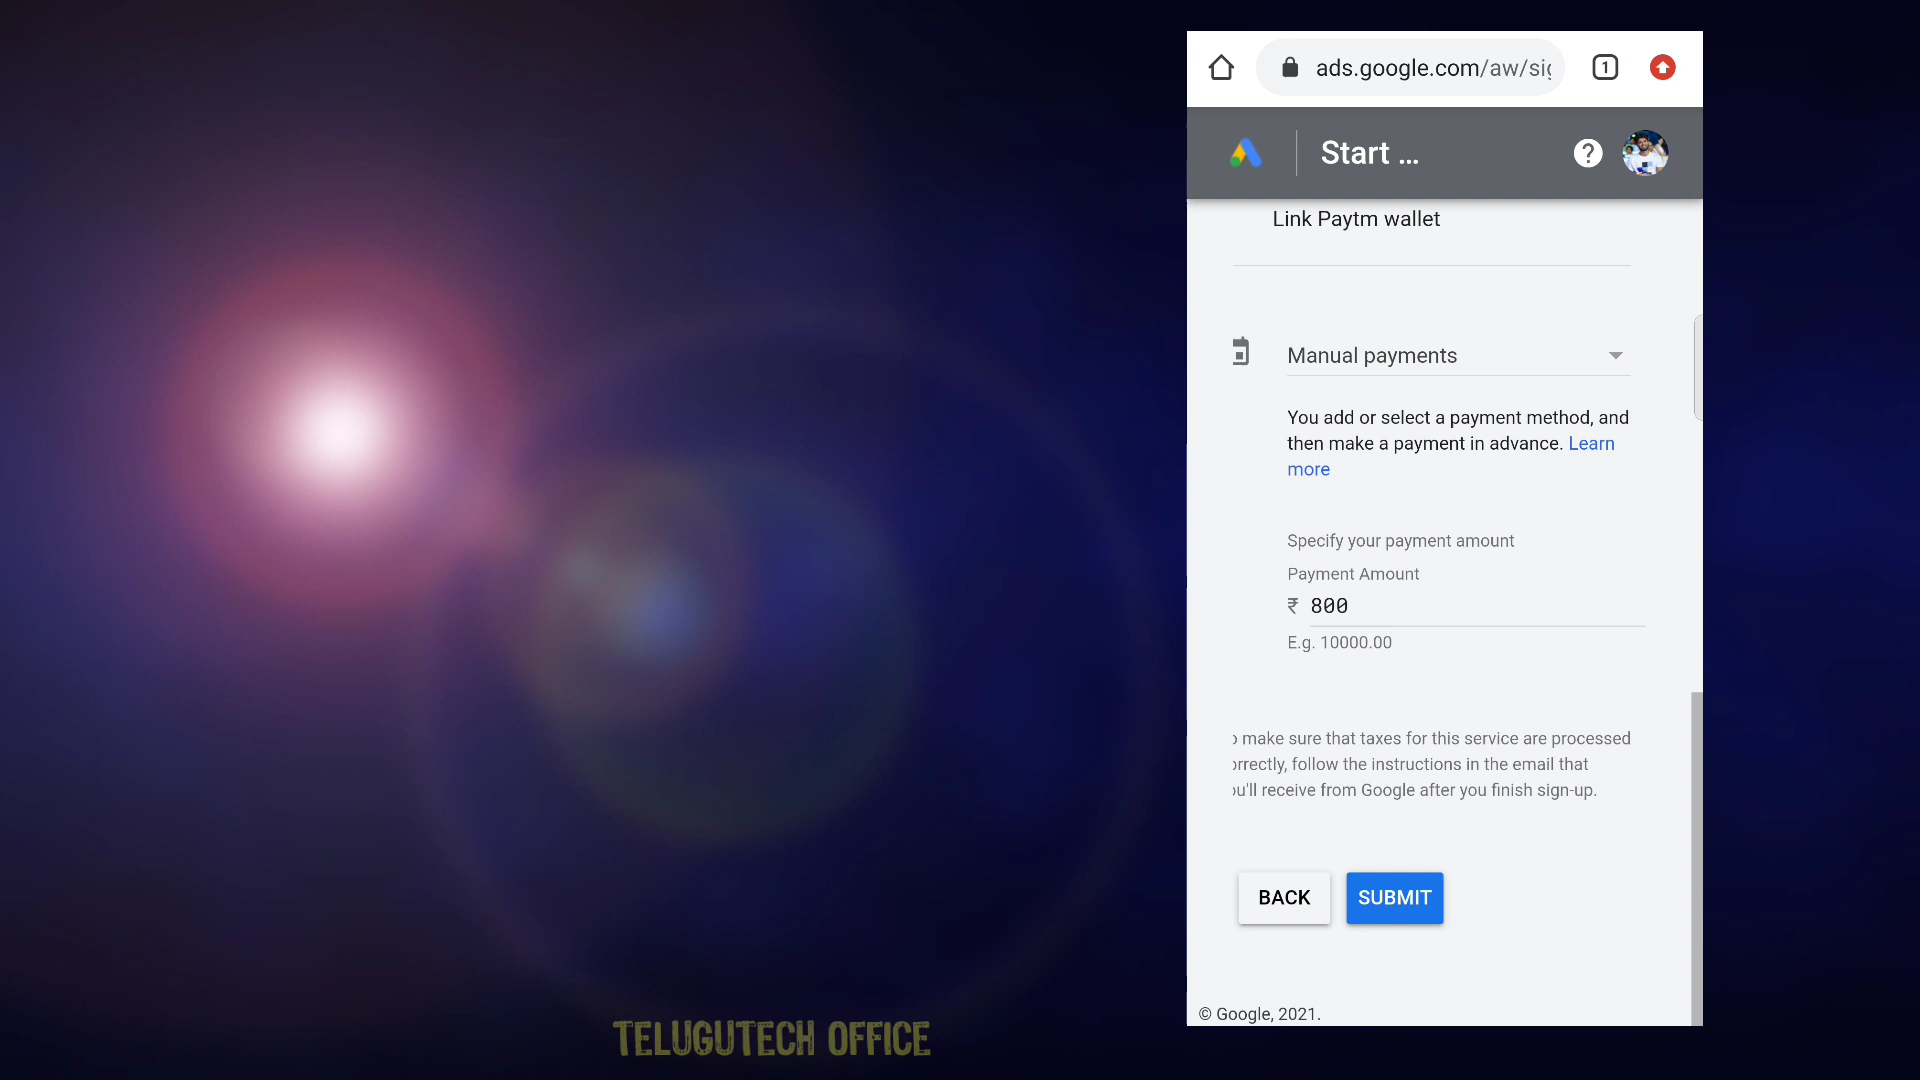 ads.google.com/aw/sig
1
Start ...
?
Link Paytm wallet
Manual payments
You add or select a payment method, and
then make a payment in advance. Learn
more
Specify your payment amount
Payment Amount
₹ 800
E.g. 10000.00
o make sure that taxes for this service are processed
orrectly, follow the instructions in the email that
ou'll receive from Google after you finish sign-up.
BACK SUBMIT
© Google, 2021.
TELUGUTECH OFFICE